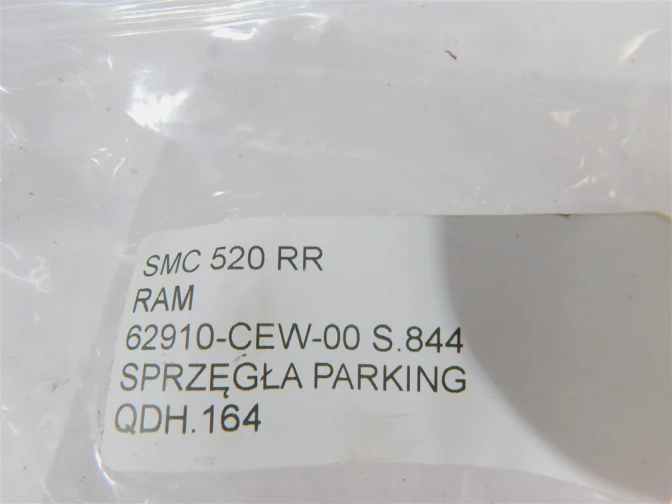 SMC 520 RR
RAM
62910-CEW-00 S.844
SPRZĘGŁA PARKING
QDH.164